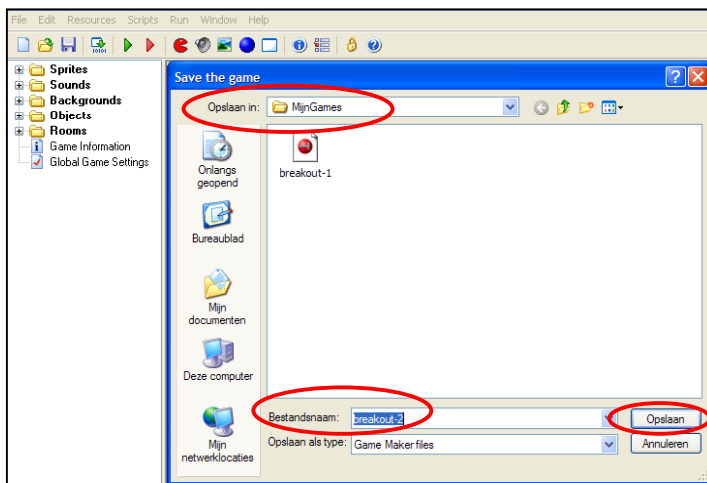 File Edit Resources Scripts Run Window Help
Sprites
Sounds
Backgrounds
Objects
Rooms
Game Information
Global Game Settings
Save the game
Opslaan in: MijnGames
Onlangs
geopend
Bureaublad
Mijn
documenten
Deze computer
Mijn
netwerklocaties
breakout-1
Bestandsnaam: breakout-2 Opslaan
Opslaan als type: Game Maker files Annuleren